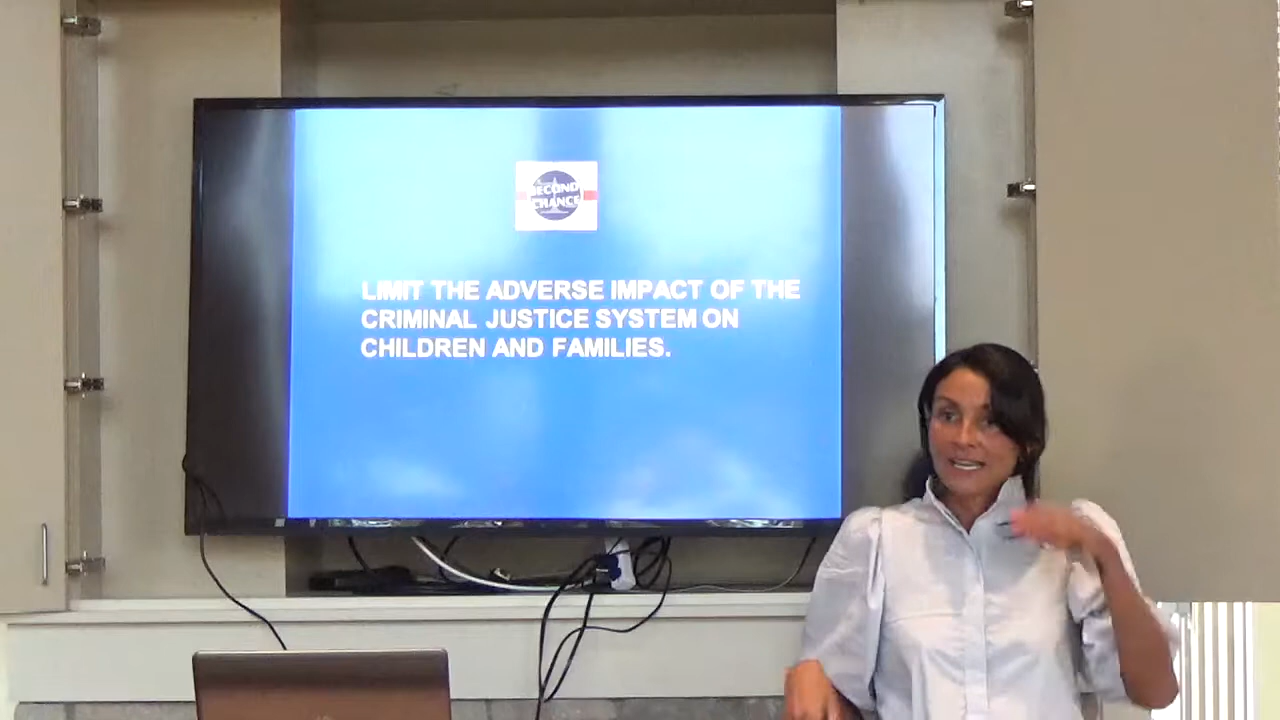 SECOND
CHANCE
LIMIT THE ADVERSE IMPACT OF THE
CRIMINAL JUSTICE SYSTEM ON
CHILDREN AND FAMILIES.